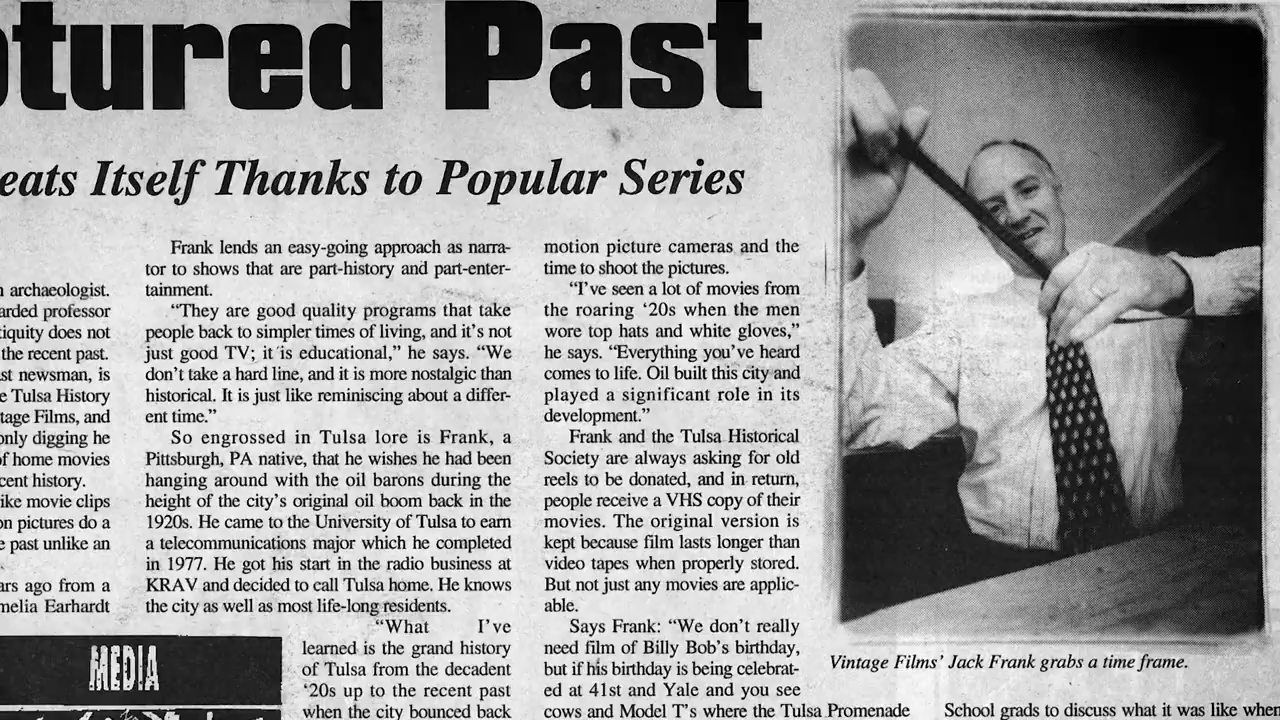 tured Past
eats Itself Thanks to Popular Series
archaeologist.
arded professor
tiquity does not
the recent past.
st newsman, is
e Tulsa History
tage Films, and
only digging he
of home movies
cent history.
ike movie clips
on pictures do a
e past unlike an
ars ago from a
melia Earhardt
MEDIA
Frank lends an easy-going approach as narra-
tor to shows that are part-history and part-enter-
tainment.
“They are good quality programs that take
people back to simpler times of living, and it’s not
just good TV; it is educational,” he says. “We
don’t take a hard line, and it is more nostalgic than
historical. It is just like reminiscing about a differ-
ent time.”
So engrossed in Tulsa lore is Frank, a
Pittsburgh, PA native, that he wishes he had been
hanging around with the oil barons during the
height of the city’s original oil boom back in the
1920s. He came to the University of Tulsa to earn
a telecommunications major which he completed
in 1977. He got his start in the radio business at
KRAV and decided to call Tulsa home. He knows
the city as well as most life-long residents.
“What I’ve
learned is the grand history
of Tulsa from the decadent
‘20s up to the recent past
when the city bounced back
motion picture cameras and the
time to shoot the pictures.
“I’ve seen a lot of movies from
the roaring ‘20s when the men
wore top hats and white gloves,”
he says. “Everything you’ve heard
comes to life. Oil built this city and
played a significant role in its
development.”
Frank and the Tulsa Historical
Society are always asking for old
reels to be donated, and in return,
people receive a VHS copy of their
movies. The original version is
kept because film lasts longer than
video tapes when properly stored.
But not just any movies are applic-
able.
Says Frank: “We don’t really
need film of Billy Bob’s birthday,
but if his birthday is being celebrat-
ed at 41st and Yale and you see
cows and Model T’s where the Tulsa Promenade
Vintage Films’ Jack Frank grabs a time frame.
School grads to discuss what it was like when